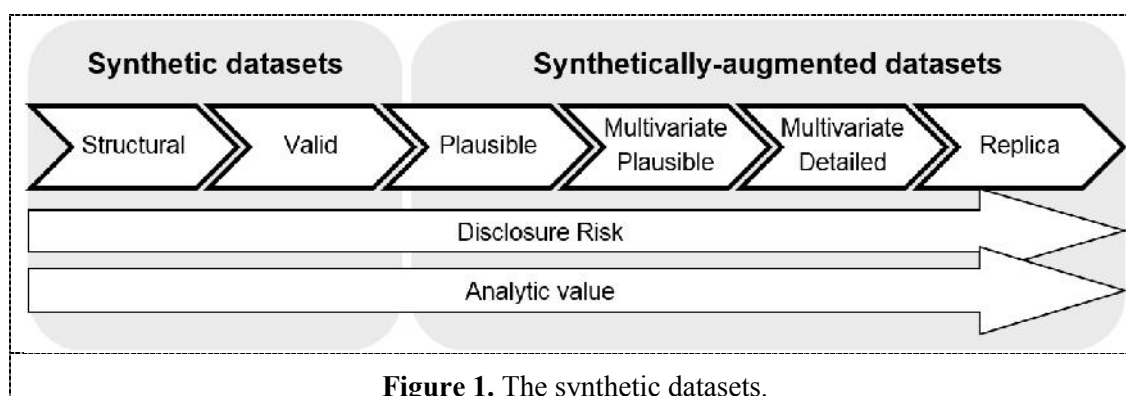 Synthetic datasets
Synthetically-augmented datasets
Structural
Valid
Plausible
Multivariate
Plausible
Multivariate
Detailed
Replica
Disclosure Risk
Analytic value
Figure 1. The synthetic datasets.